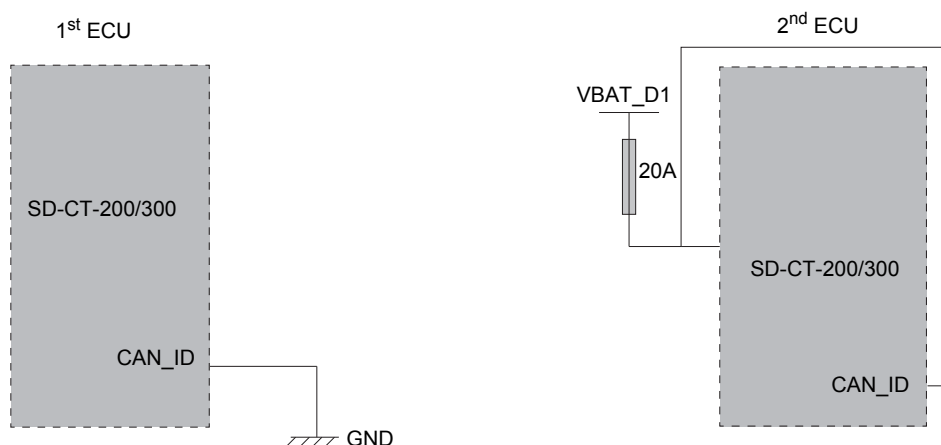 1st ECU
SD-CT-200/300
CAN_ID
GND
2nd ECU
VBAT_D1
20A
SD-CT-200/300
CAN_ID